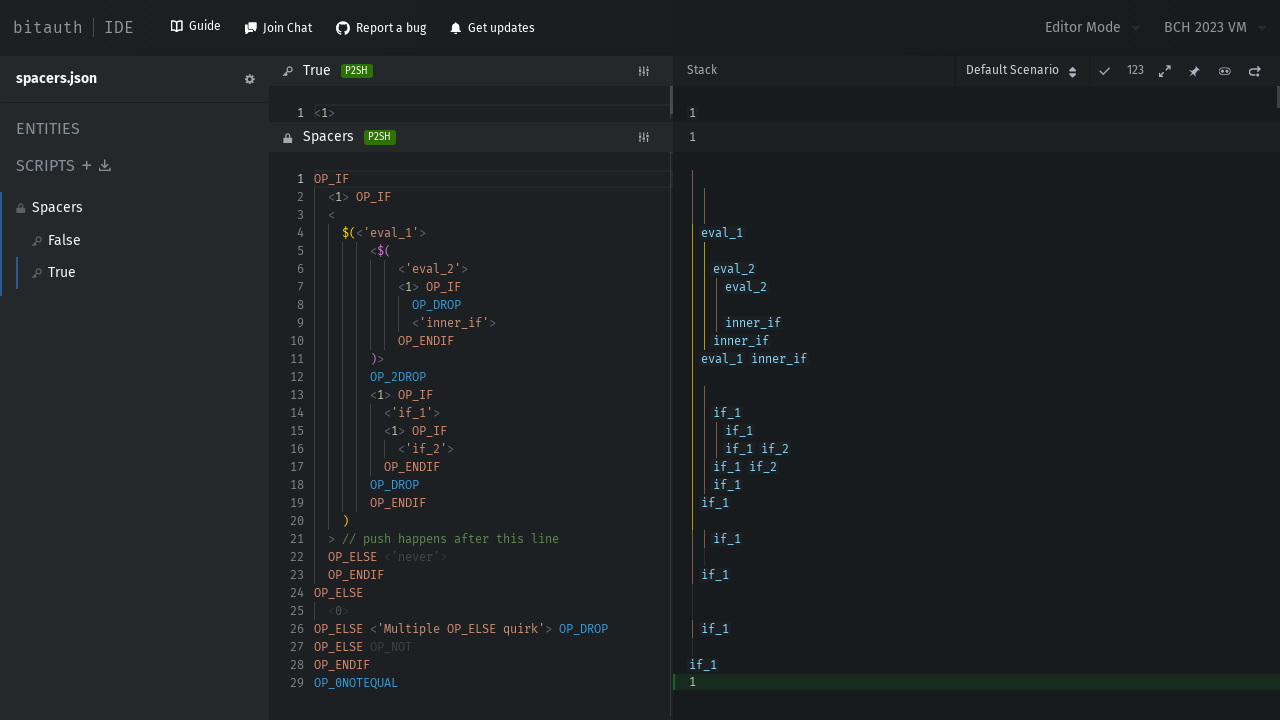 bitauth | IDE Guide Join Chat Report a bug Get updates Editor Mode BCH 2023 VM
spacers.json
ENTITIES
SCRIPTS +
Spacers
False
True
True P2SH
1 <1>
Spacers P2SH
1 OP_IF
2 <1> OP_IF
3 <
4 $(<'eval_1'>
5 <$(
6 <'eval_2'>
7 <1> OP_IF
8 OP_DROP
9 <'inner_if'>
10 OP_ENDIF
11 )>
12 OP_2DROP
13 <1> OP_IF
14 <'if_1'>
15 <1> OP_IF
16 <'if_2'>
17 OP_ENDIF
18 OP_DROP
19 OP_ENDIF
20 )
21 > // push happens after this line
22 OP_ELSE <'never'>
23 OP_ENDIF
24 OP_ELSE
25 <0>
26 OP_ELSE <'Multiple OP_ELSE quirk'> OP_DROP
27 OP_ELSE OP_NOT
28 OP_ENDIF
29 OP_0NOTEQUAL
Stack Default Scenario 123
1
1
eval_1
eval_2
eval_2
inner_if
inner_if
eval_1 inner_if
if_1
if_1
if_1 if_2
if_1 if_2
if_1
if_1
if_1
if_1
if_1
if_1
1